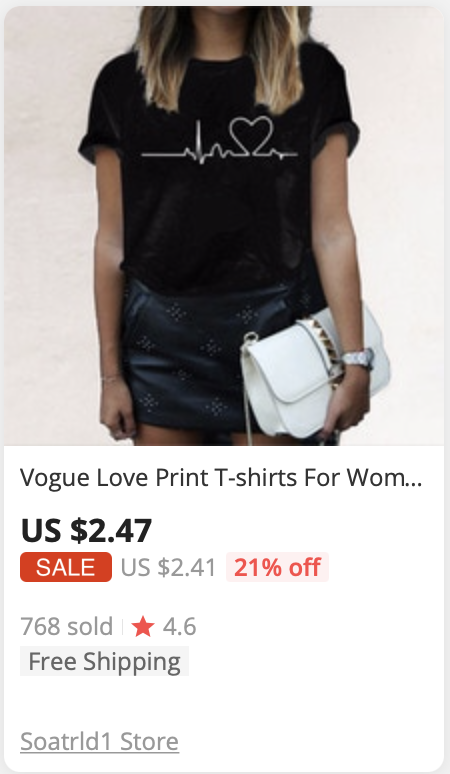 Vogue Love Print T-shirts For Wom...
US $2.47
SALE US $2.41 21% off
768 sold 4.6
Free Shipping
Soatrld1 Store